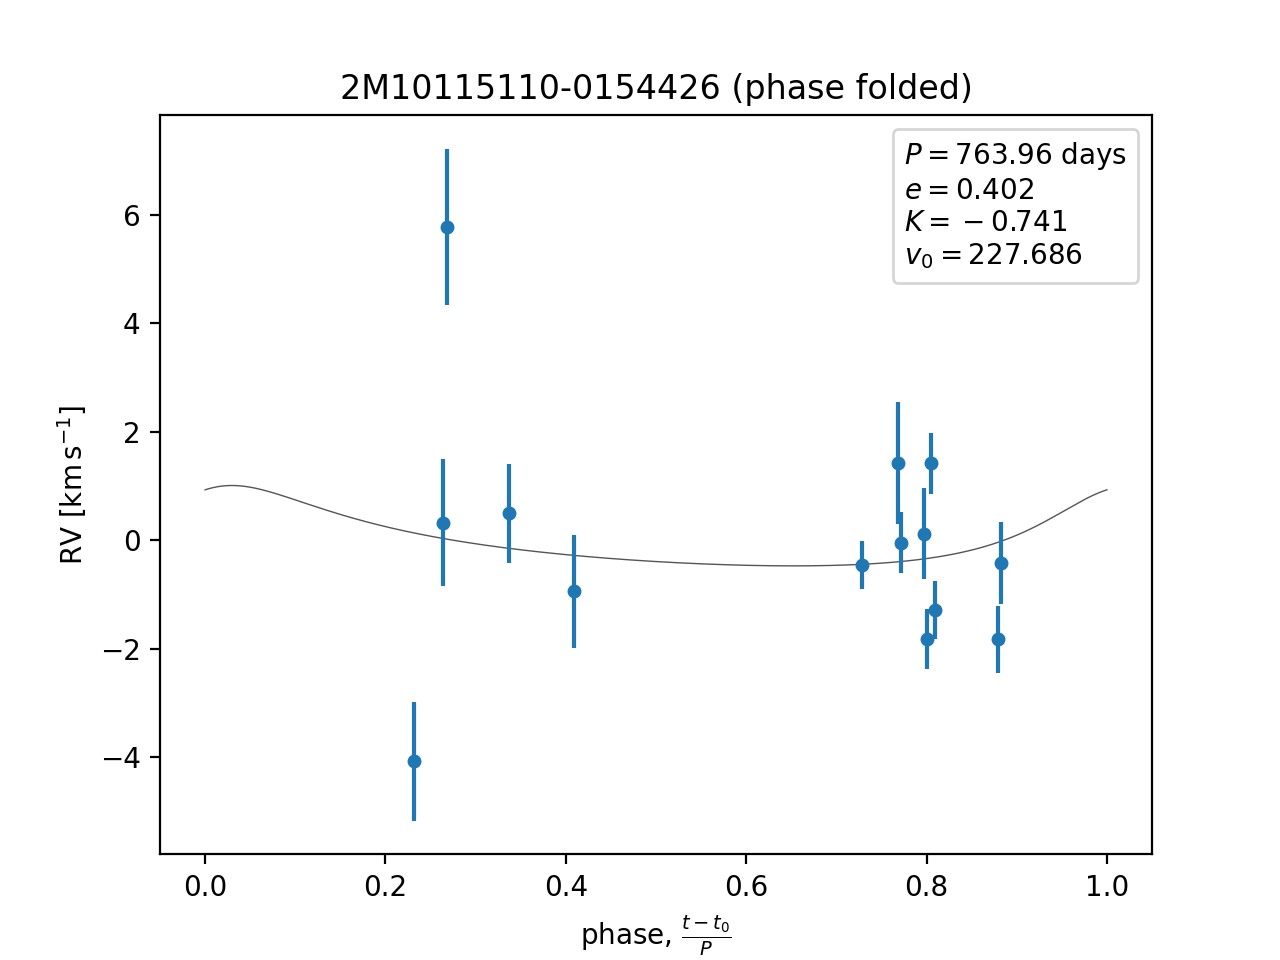 2M10115110-0154426 (phase folded)
P = 763.96 days
e = 0.402
K = −0.741
v₀ = 227.686
6
4
2
0
−2
−4
RV [km s⁻¹]
0.0 0.2 0.4 0.6 0.8 1.0
phase, (t − t₀)/P